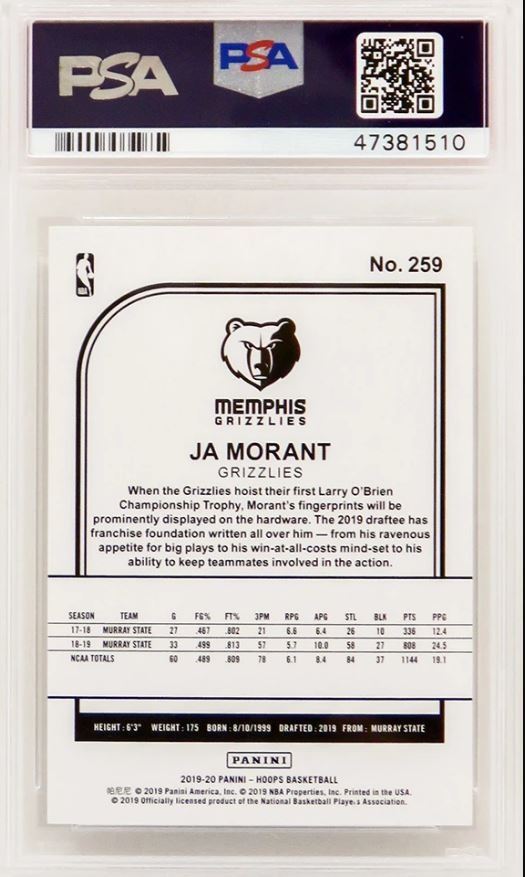 PSA PSA
47381510
No. 259
NBA
MEMPHIS
GRIZZLIES
JA MORANT
GRIZZLIES
When the Grizzlies hoist their first Larry O'Brien
Championship Trophy, Morant's fingerprints will be
prominently displayed on the hardware. The 2019 draftee has
franchise foundation written all over him — from his ravenous
appetite for big plays to his win-at-all-costs mind-set to his
ability to keep teammates involved in the action.
SEASON TEAM G FG% FT% 3PM RPG APG STL BLK PTS PPG
17-18 MURRAY STATE 27 .467 .802 21 6.6 6.4 26 10 336 12.4
18-19 MURRAY STATE 33 .499 .813 57 5.7 10.0 58 27 808 24.5
NCAA TOTALS 60 .489 .809 78 6.1 8.4 84 37 1144 19.1
HEIGHT: 6'3" WEIGHT: 175 BORN: 8/10/1999 DRAFTED: 2019 FROM: MURRAY STATE
PANINI
2019-20 PANINI – HOOPS BASKETBALL
帕尼尼 © 2019 Panini America, Inc. © 2019 NBA Properties, Inc. Printed in the USA.
© 2019 Officially licensed product of the National Basketball Players Association.